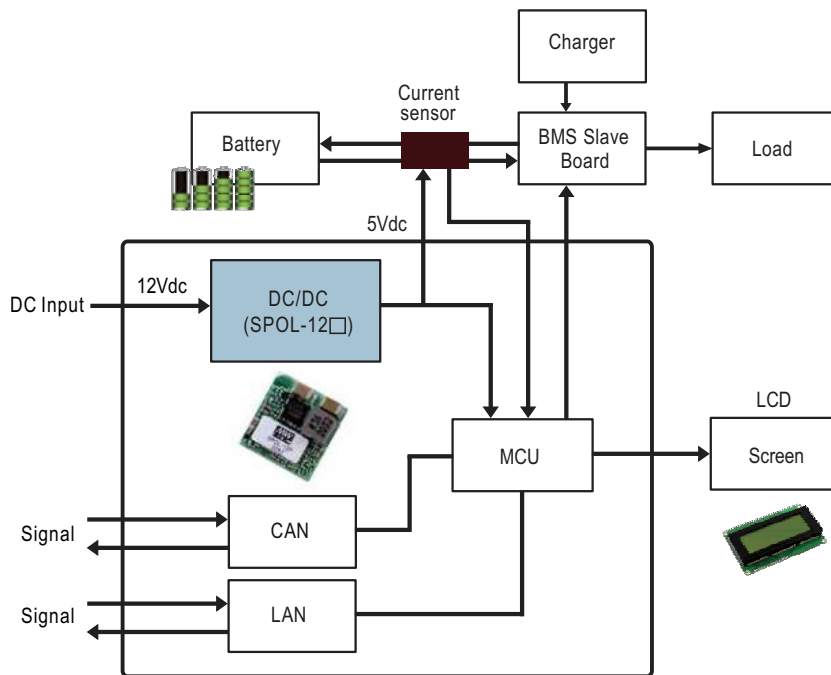 Charger
Current
sensor
Battery
BMS Slave
Board
Load
5Vdc
DC Input
12Vdc
DC/DC
(SPOL-12□)
LCD
MCU
Screen
Signal
CAN
Signal
LAN